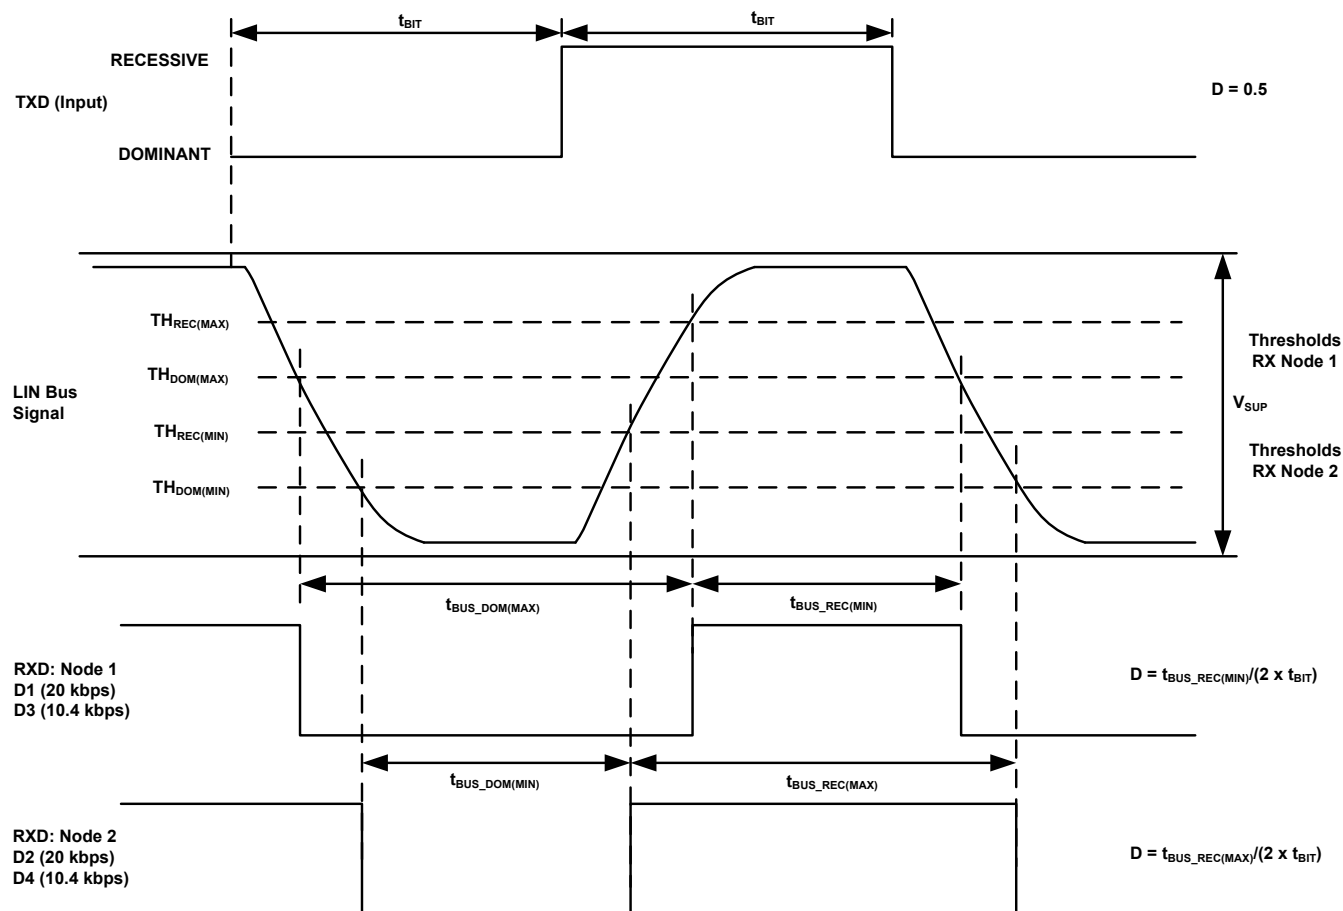 tBIT
tBIT
RECESSIVE
TXD (Input)
D = 0.5
DOMINANT
THREC(MAX)
Thresholds
RX Node 1
THDOM(MAX)
LIN Bus
Signal
VSUP
THREC(MIN)
Thresholds
RX Node 2
THDOM(MIN)
tBUS_DOM(MAX)
tBUS_REC(MIN)
RXD: Node 1
D1 (20 kbps)
D3 (10.4 kbps)
D = tBUS_REC(MIN)/(2 x tBIT)
tBUS_DOM(MIN)
tBUS_REC(MAX)
RXD: Node 2
D2 (20 kbps)
D4 (10.4 kbps)
D = tBUS_REC(MAX)/(2 x tBIT)